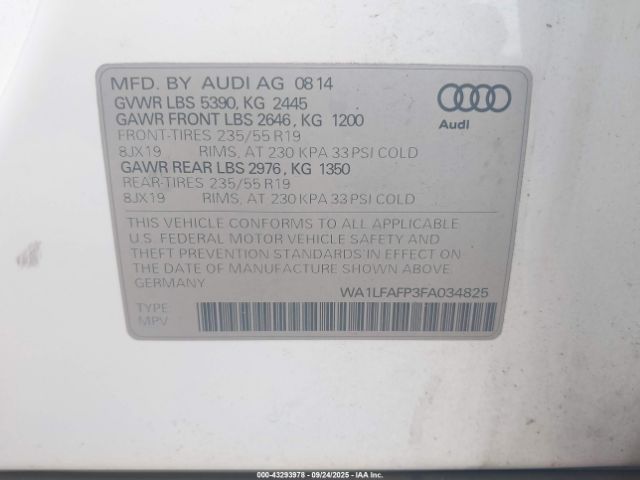 MFD. BY AUDI AG 0814
GVWR LBS 5390, KG 2445
GAWR FRONT LBS 2646, KG 1200
FRONT-TIRES 235/55 R19
8JX19 RIMS, AT 230 KPA 33 PSI COLD
GAWR REAR LBS 2976, KG 1350
REAR-TIRES 235/55 R19
8JX19 RIMS, AT 230 KPA 33 PSI COLD
Audi
THIS VEHICLE CONFORMS TO ALL APPLICABLE
U.S. FEDERAL MOTOR VEHICLE SAFETY AND
THEFT PREVENTION STANDARDS IN EFFECT ON
THE DATE OF MANUFACTURE SHOWN ABOVE.
GERMANY WA1LFAFP3FA034825
TYPE:
MPV
000-43293978 - 09/24/2025 - IAAI Inc.